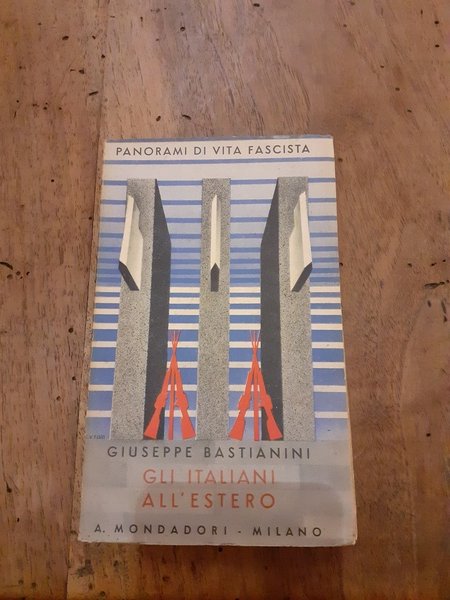 PANORAMI DI VITA FASCISTA
GIUSEPPE BASTIANINI
GLI ITALIANI
ALL'ESTERO
A. MONDADORI - MILANO